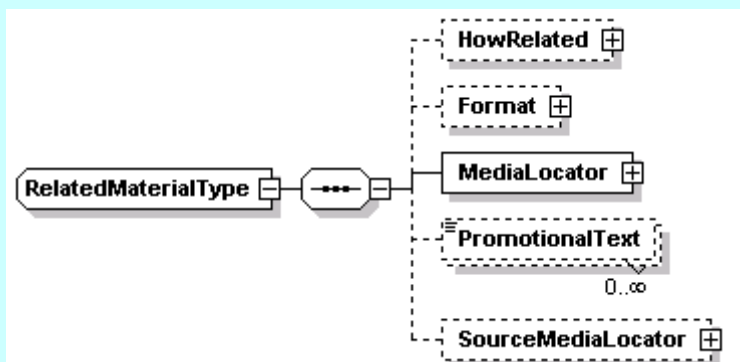 HowRelated
Format
RelatedMaterialType
MediaLocator
PromotionalText
0..∞
SourceMediaLocator